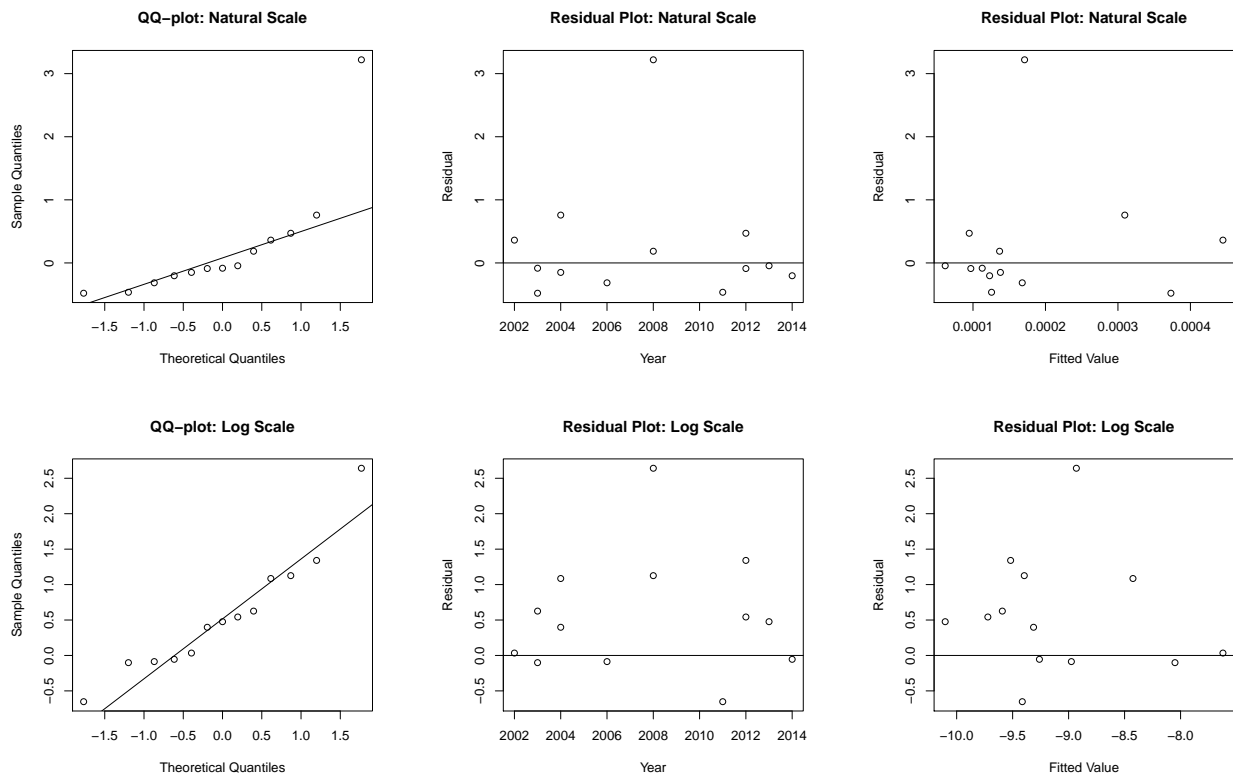 QQ−plot: Natural Scale
Sample Quantiles
3
2
1
0
−1.5 −1.0 −0.5 0.0 0.5 1.0 1.5
Theoretical Quantiles
Residual Plot: Natural Scale
Residual
3
2
1
0
2002 2004 2006 2008 2010 2012 2014
Year
Residual Plot: Natural Scale
Residual
3
2
1
0
0.0001 0.0002 0.0003 0.0004
Fitted Value
QQ−plot: Log Scale
Sample Quantiles
2.5
2.0
1.5
1.0
0.5
0.0
−0.5
−1.5 −1.0 −0.5 0.0 0.5 1.0 1.5
Theoretical Quantiles
Residual Plot: Log Scale
Residual
2.5
2.0
1.5
1.0
0.5
0.0
−0.5
2002 2004 2006 2008 2010 2012 2014
Year
Residual Plot: Log Scale
Residual
2.5
2.0
1.5
1.0
0.5
0.0
−0.5
−10.0 −9.5 −9.0 −8.5 −8.0
Fitted Value